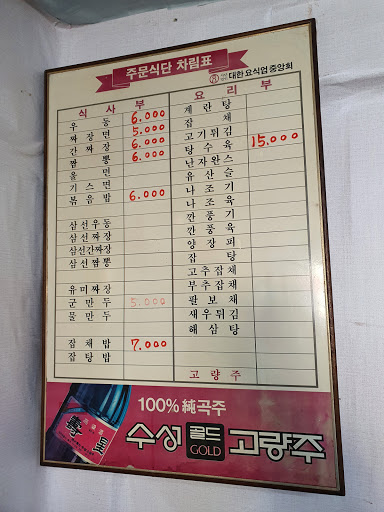 주문식단 차림표
대한 요식업 중앙회
식사부
우동 6.000
짜장면 5.000
간짜장 6.000
짬뽕 6.000
울면
기스면
볶음밥 6.000
삼선우동
삼선짜장
삼선간짜장
삼선짬뽕
유미짜장
군만두 5.000
물만두
잡채밥 7.000
잡탕밥
요리부
계란탕
잡채
고기튀김
탕수육 15.000
난자완스
유산슬
나조기
나조육
깐풍기
깐풍육
양장피
잡탕
고추잡채
부추잡채
팔보채
새우튀김
해삼탕
고량주
100% 純곡주
수성 골드 GOLD 고량주